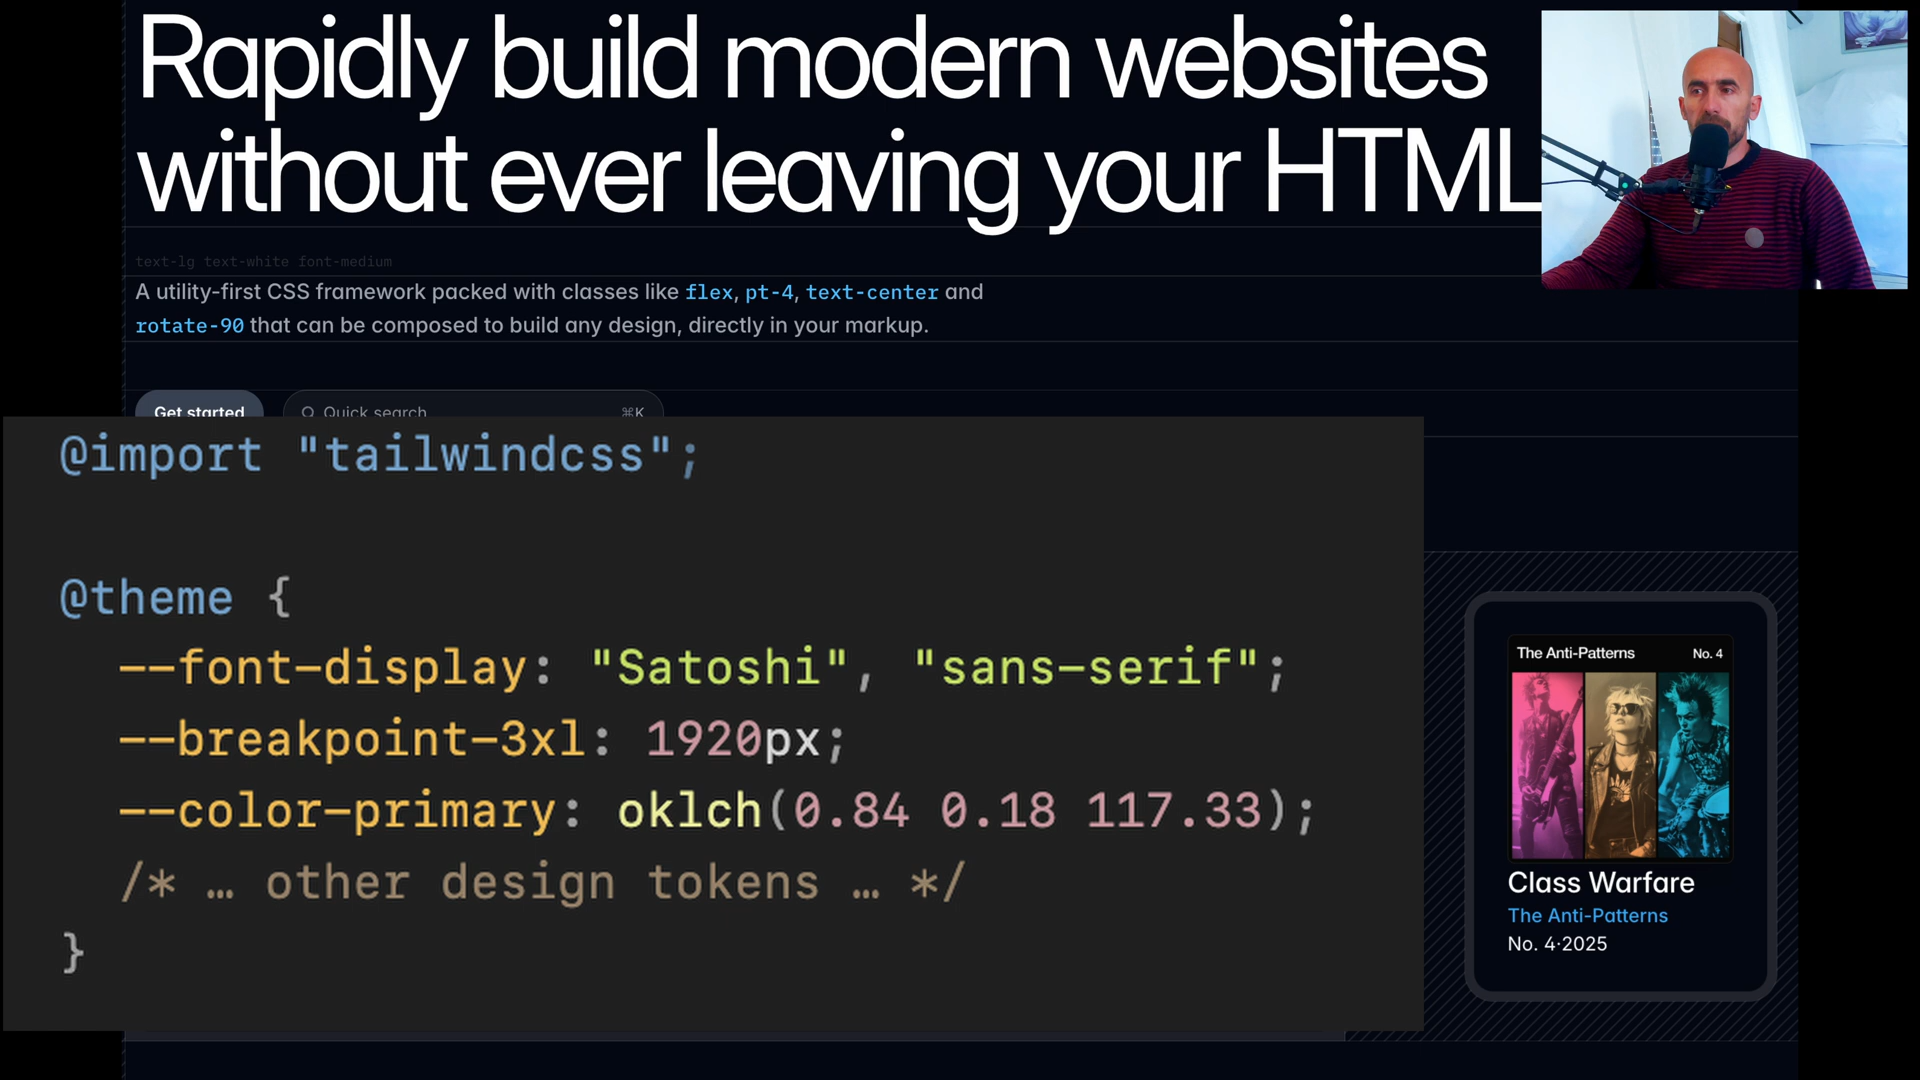 Rapidly build modern websites
without ever leaving your HTML
text-lg text-white font-medium
A utility-first CSS framework packed with classes like flex, pt-4, text-center and
rotate-90 that can be composed to build any design, directly in your markup.
Get started
Quick search
⌘K
@import "tailwindcss";
@theme {
--font-display: "Satoshi", "sans-serif";
--breakpoint-3xl: 1920px;
--color-primary: oklch(0.84 0.18 117.33);
/* … other design tokens … */
}
The Anti-Patterns
No. 4
Class Warfare
The Anti-Patterns
No. 4·2025